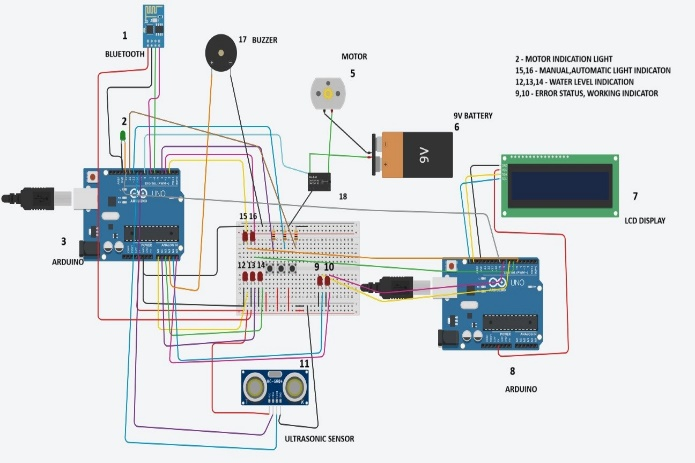 1
BLUETOOTH
17 BUZZER
MOTOR
5
2 - MOTOR INDICATION LIGHT
15,16 - MANUAL,AUTOMATIC LIGHT INDICATON
12,13,14 - WATER LEVEL INDICATION
9,10 - ERROR STATUS, WORKING INDICATOR
9V BATTERY
6
9V
2
18
7
LCD DISPLAY
3
ARDUINO
UNO
15 16
12 13 14
9 10
UNO
8
ARDUINO
11
HC-SR04
ULTRASONIC SENSOR